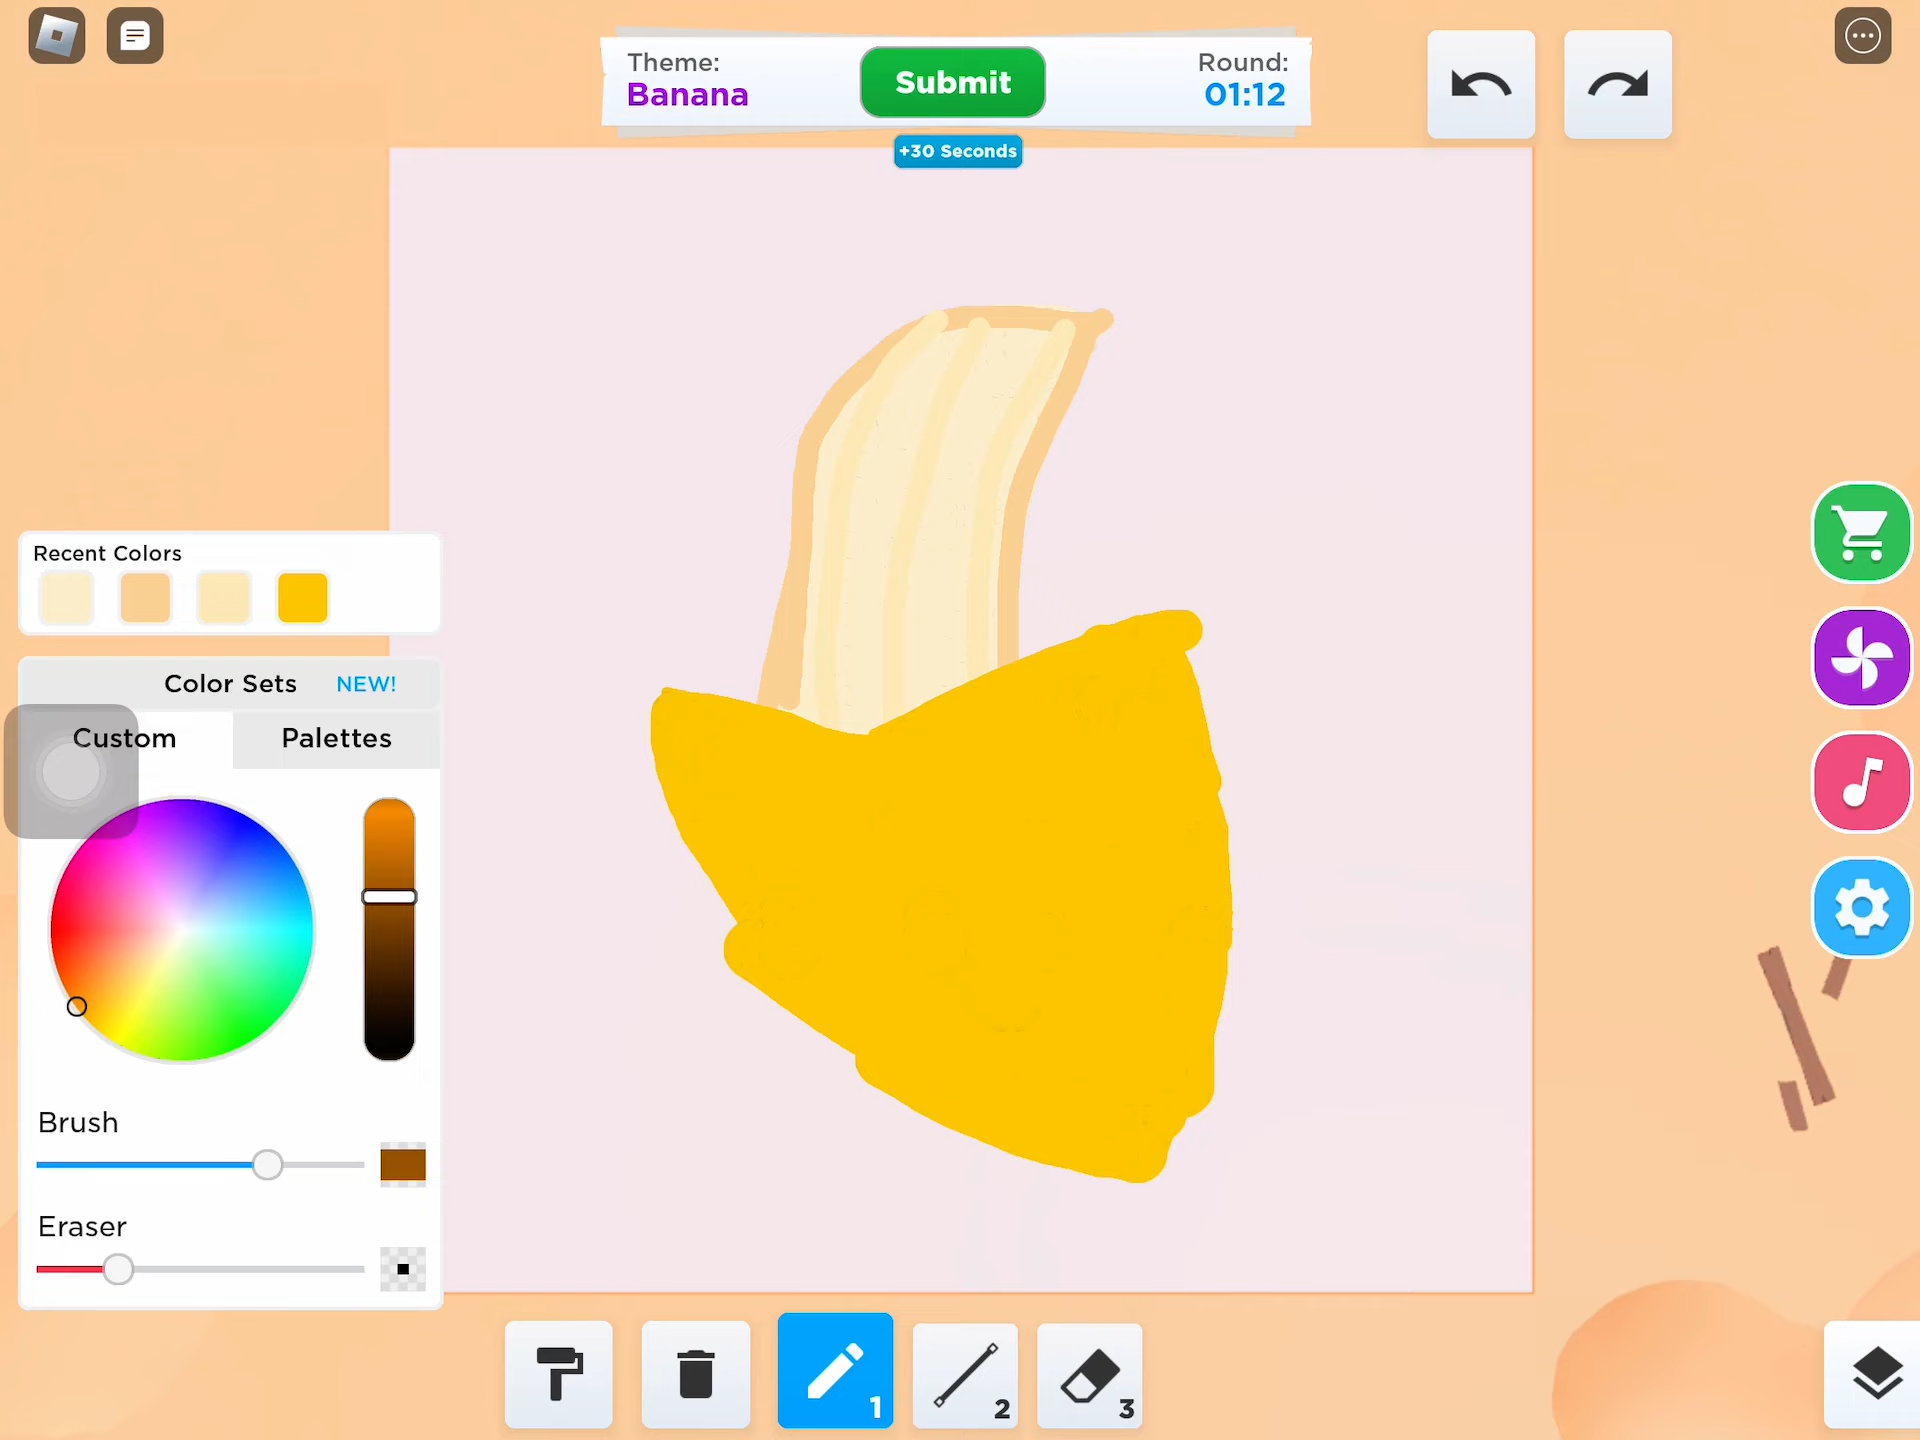 Theme:
Banana
Submit
Round:
01:12
+30 Seconds
Recent Colors
Color Sets NEW!
Custom Palettes
Brush
Eraser
1
2
3